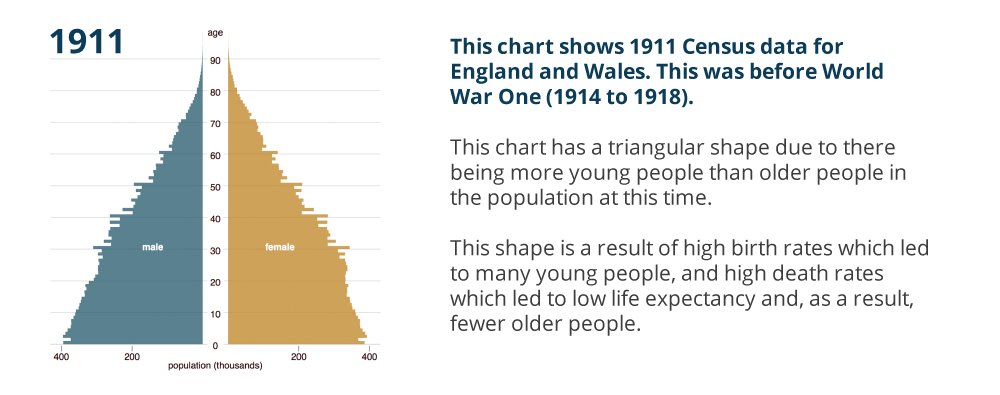 1911
age
90
80
70
60
50
40
30
20
10
0
male
female
400
200
200
400
population (thousands)
This chart shows 1911 Census data for
England and Wales. This was before World
War One (1914 to 1918).
This chart has a triangular shape due to there
being more young people than older people in
the population at this time.
This shape is a result of high birth rates which led
to many young people, and high death rates
which led to low life expectancy and, as a result,
fewer older people.